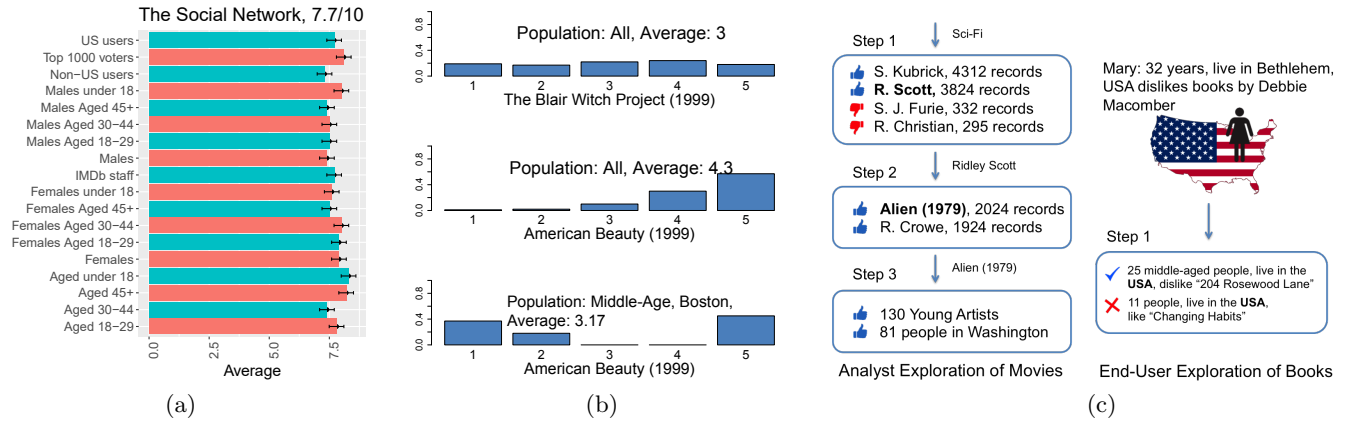 The Social Network, 7.7/10
US users
Top 1000 voters
Non−US users
Males under 18
Males Aged 45+
Males Aged 30−44
Males Aged 18−29
Males
IMDb staff
Females under 18
Females Aged 45+
Females Aged 30−44
Females Aged 18−29
Females
Aged under 18
Aged 45+
Aged 30−44
Aged 18−29
0.0
2.5
5.0
7.5
Average
(a)
0.0 0.4 0.8
Population: All, Average: 3
1 2 3 4 5
The Blair Witch Project (1999)
0.0 0.4 0.8
Population: All, Average: 4.3
1 2 3 4 5
American Beauty (1999)
0.0 0.4 0.8
Population: Middle-Age, Boston,
Average: 3.17
1 2 3 4 5
American Beauty (1999)
(b)
Sci-Fi
Step 1
S. Kubrick, 4312 records
R. Scott, 3824 records
S. J. Furie, 332 records
R. Christian, 295 records
Ridley Scott
Step 2
Alien (1979), 2024 records
R. Crowe, 1924 records
Alien (1979)
Step 3
130 Young Artists
81 people in Washington
Analyst Exploration of Movies
Mary: 32 years, live in Bethlehem,
USA dislikes books by Debbie
Macomber
Step 1
25 middle-aged people, live in the
USA, dislike “204 Rosewood Lane”
11 people, live in the USA,
like “Changing Habits”
End-User Exploration of Books
(c)